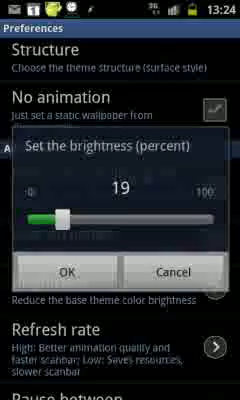 13:24
Preferences
Structure
Choose the theme structure (surface style)
No animation
Just set a static wallpaper from
A
Set the brightness (percent)
0
19
100
OK
Cancel
Reduce the base theme color brightness
Refresh rate
High: Better animation quality and
faster scanbar; Low: Saves resources,
slower scanbar
Pause between